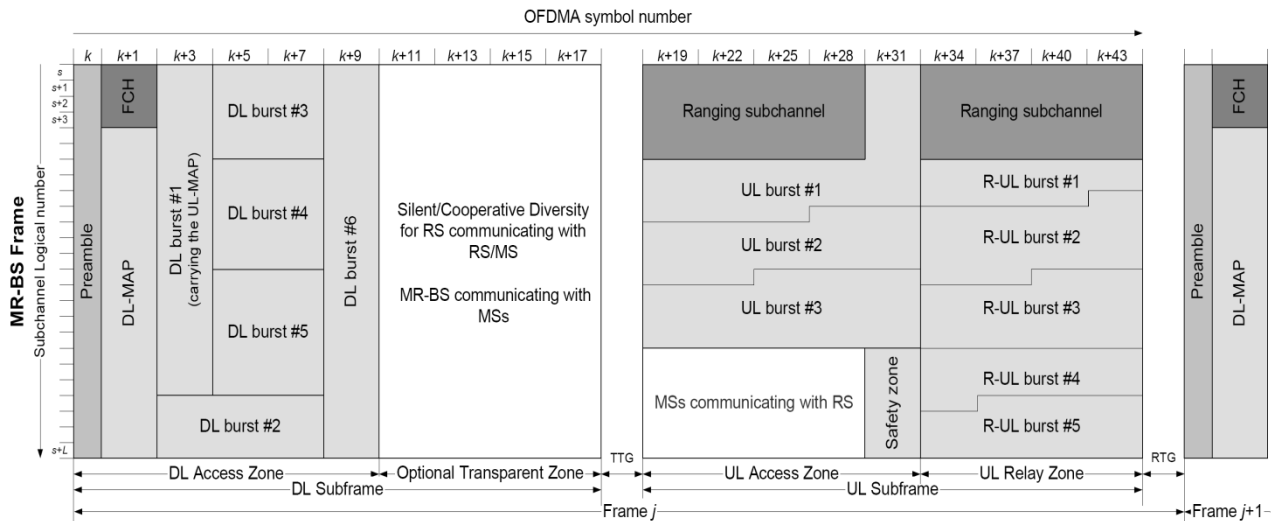 OFDMA symbol number
k k+1 k+3 k+5 k+7 k+9 k+11 k+13 k+15 k+17 k+19 k+22 k+25 k+28 k+31 k+34 k+37 k+40 k+43
MR-BS Frame
Subchannel Logical number
s
s+1
s+2
s+3
s+L
Preamble
FCH
DL-MAP
DL burst #1
(carrying the UL-MAP)
DL burst #3
DL burst #4
DL burst #5
DL burst #2
DL burst #6
Silent/Cooperative Diversity
for RS communicating with
RS/MS
MR-BS communicating with
MSs
Ranging subchannel
UL burst #1
UL burst #2
UL burst #3
MSs communicating with RS
Safety zone
Ranging subchannel
R-UL burst #1
R-UL burst #2
R-UL burst #3
R-UL burst #4
R-UL burst #5
Preamble
FCH
DL-MAP
DL Access Zone Optional Transparent Zone TTG UL Access Zone UL Relay Zone RTG
DL Subframe UL Subframe
Frame j Frame j+1